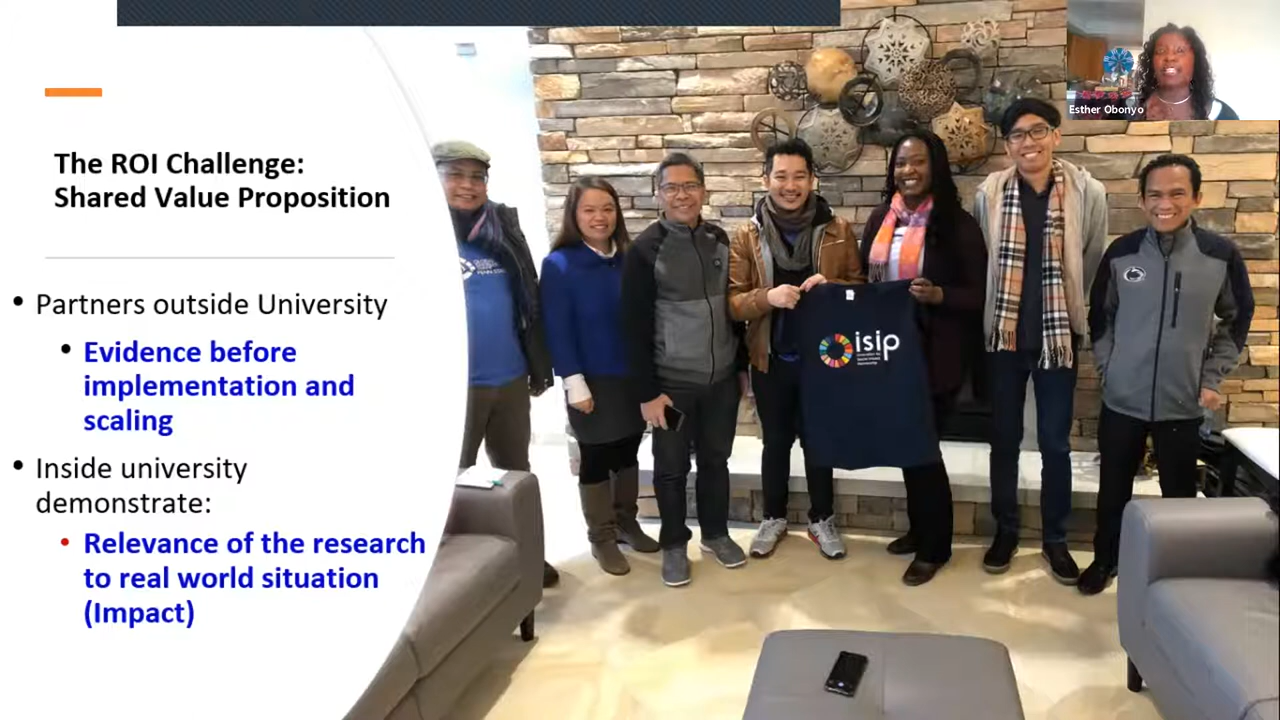 The ROI Challenge:
Shared Value Proposition
• Partners outside University
• Evidence before
implementation and
scaling
• Inside university
demonstrate:
• Relevance of the research
to real world situation
(Impact)
isip
Esther Obonyo